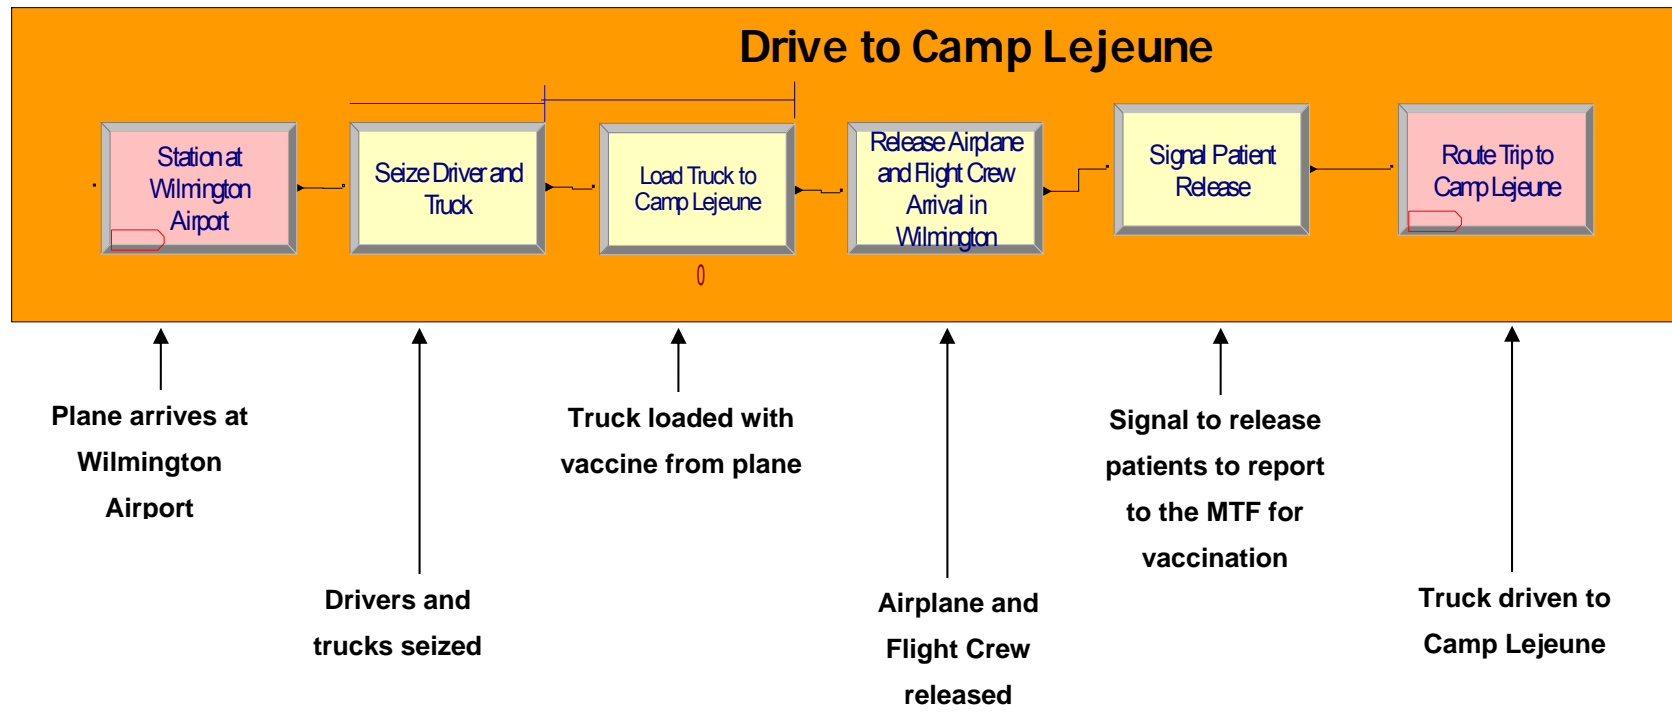 Drive to Camp Lejeune
Station at
Wilmington
Airport
Seize Driver and
Truck
Load Truck to
Camp Lejeune
0
Release Airplane
and Flight Crew
Arrival in
Wilmington
Signal Patient
Release
Route Trip to
Camp Lejeune
Plane arrives at
Wilmington
Airport
Drivers and
trucks seized
Truck loaded with
vaccine from plane
Airplane and
Flight Crew
released
Signal to release
patients to report
to the MTF for
vaccination
Truck driven to
Camp Lejeune